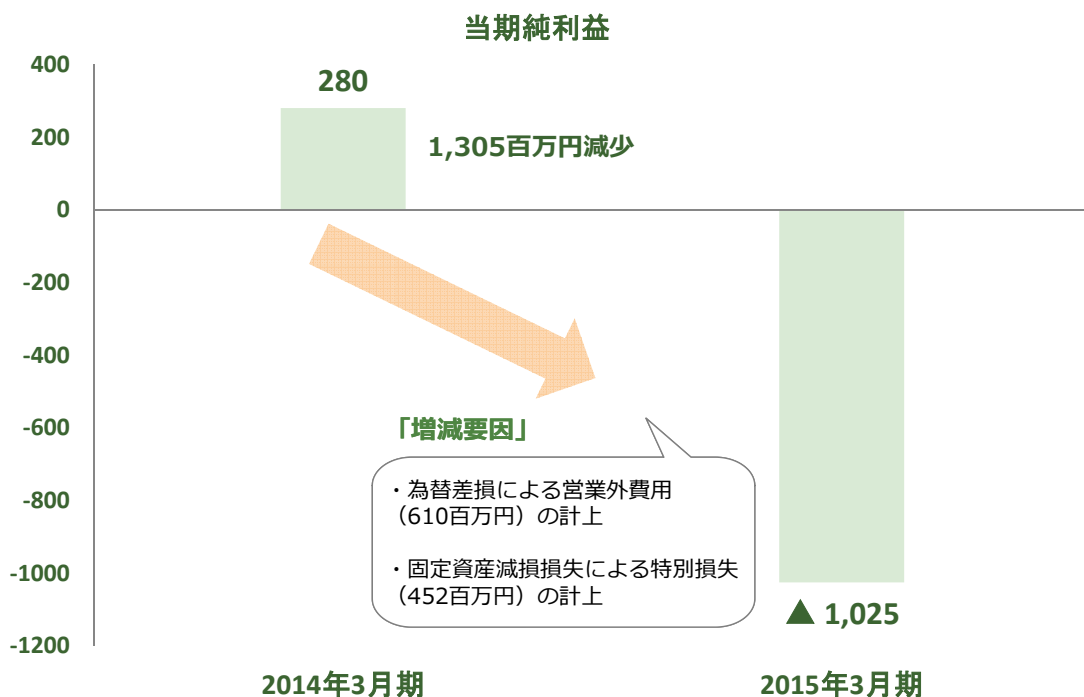 当期純利益
400
200
0
-200
-400
-600
-800
-1000
-1200
280
1,305百万円減少
「増減要因」
・為替差損による営業外費用
（610百万円）の計上
・固定資産減損損失による特別損失
（452百万円）の計上
▲ 1,025
2014年3月期
2015年3月期